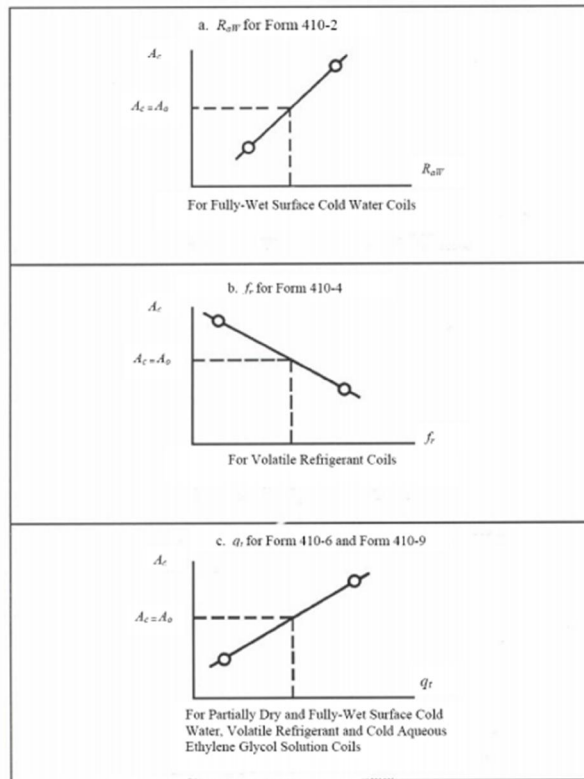 a. RaW for Form 410-2
Ac
Ac = Ao
RaW
For Fully-Wet Surface Cold Water Coils
b. fr for Form 410-4
Ac
Ac = Ao
fr
For Volatile Refrigerant Coils
c. qt for Form 410-6 and Form 410-9
Ac
Ac = Ao
qt
For Partially Dry and Fully-Wet Surface Cold
Water, Volatile Refrigerant and Cold Aqueous
Ethylene Glycol Solution Coils